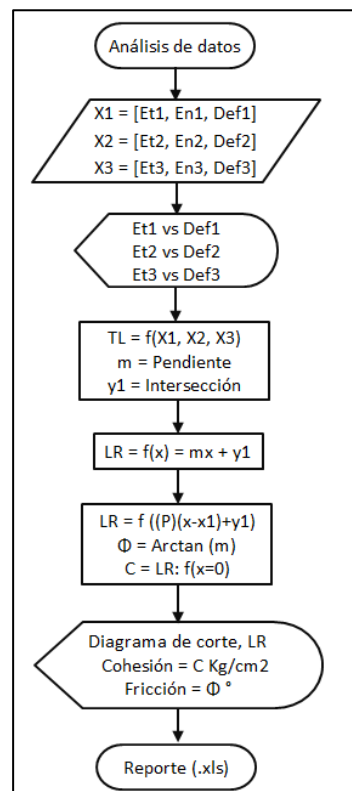 Análisis de datos
X1 = [Et1, En1, Def1]
X2 = [Et2, En2, Def2]
X3 = [Et3, En3, Def3]
Et1 vs Def1
Et2 vs Def2
Et3 vs Def3
TL = f(X1, X2, X3)
m = Pendiente
y1 = Intersección
LR = f(x) = mx + y1
LR = f ((P)(x-x1)+y1)
Φ = Arctan (m)
C = LR: f(x=0)
Diagrama de corte, LR
Cohesión = C Kg/cm2
Fricción = Φ °
Reporte (.xls)